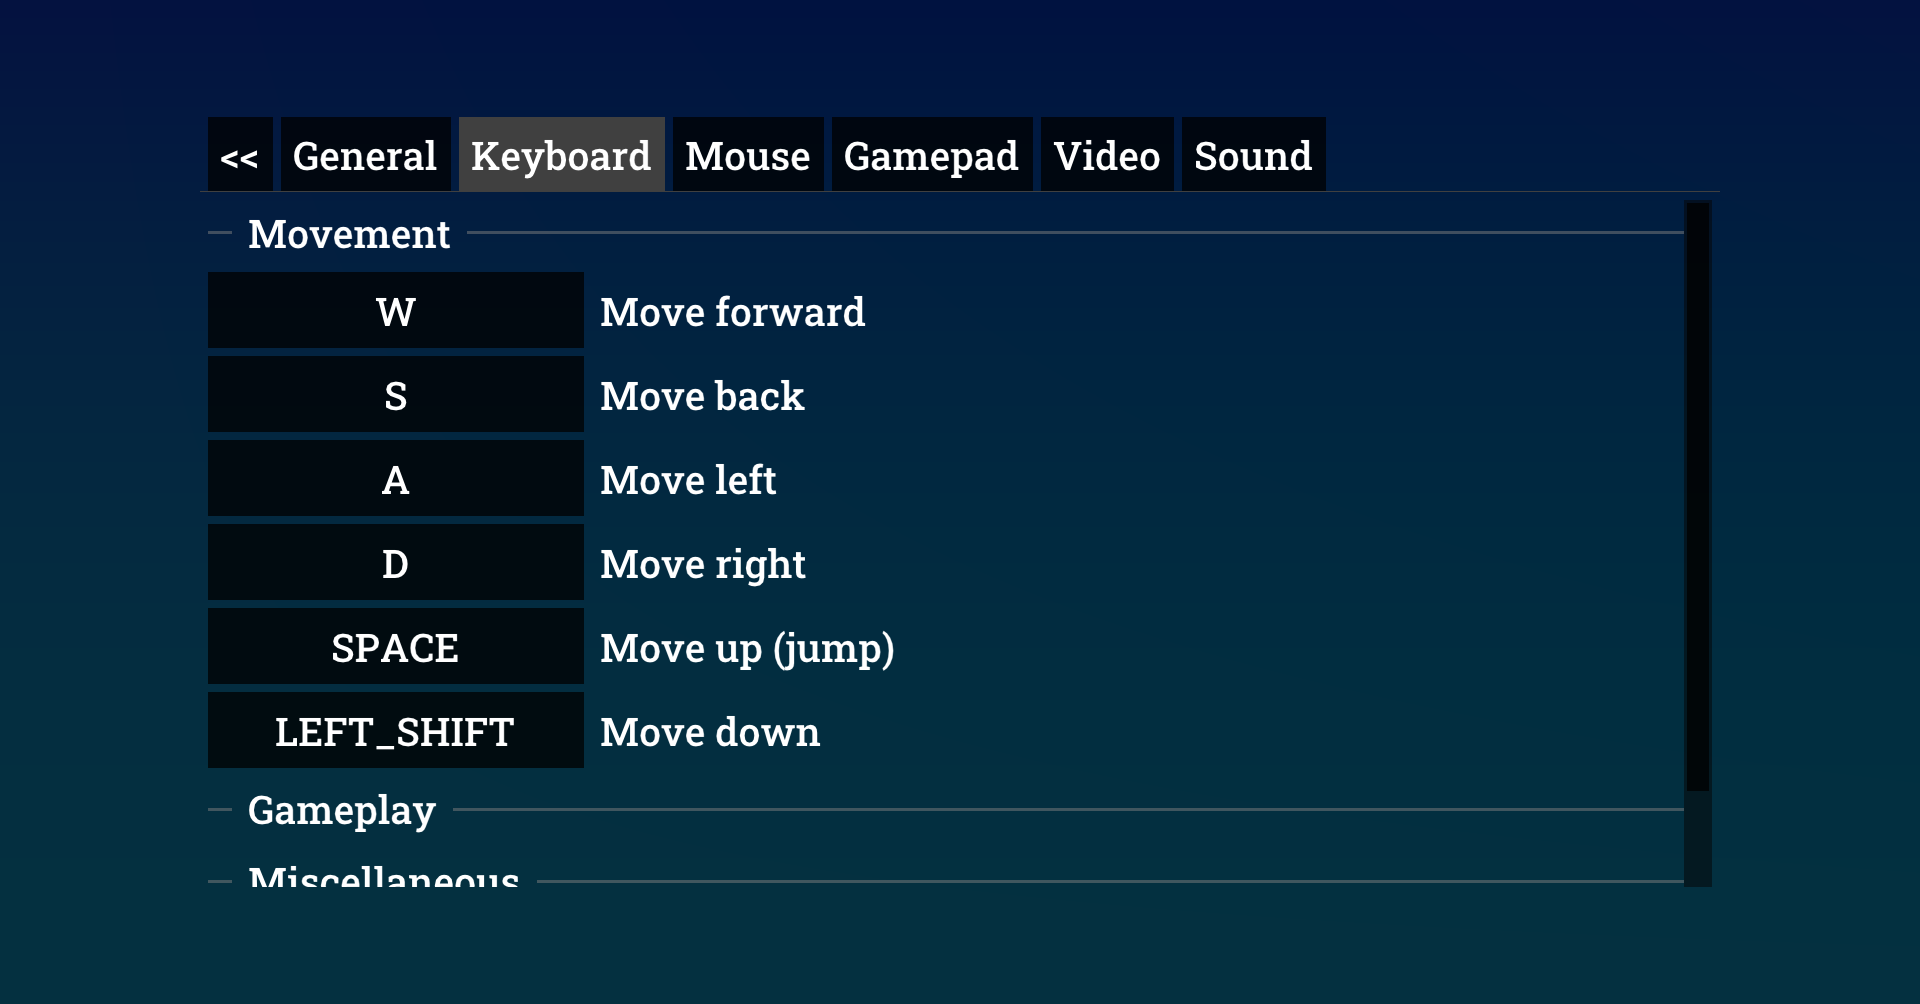 << General Keyboard Mouse Gamepad Video Sound
Movement
W Move forward
S Move back
A Move left
D Move right
SPACE Move up (jump)
LEFT_SHIFT Move down
Gameplay
Miscellaneous